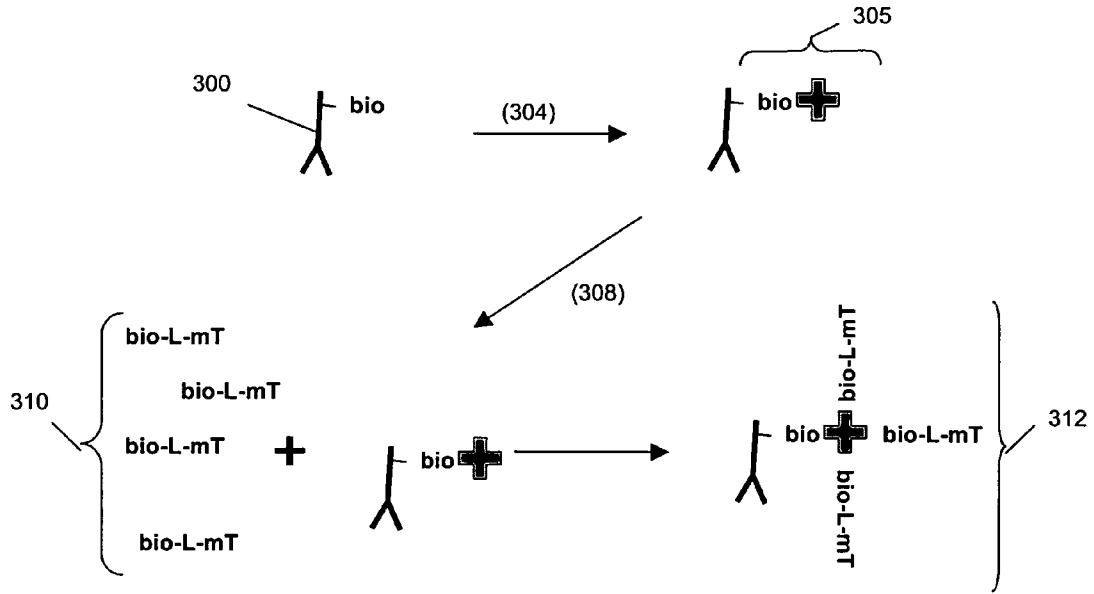 305
300
bio
(304)
bio
(308)
bio-L-mT
bio-L-mT
310
bio-L-mT
+
bio
bio-L-mT
bio-L-mT
bio
bio-L-mT
bio-L-mT
312